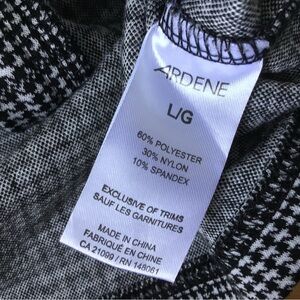 ARDENE
L/G
60% POLYESTER
30% NYLON
10% SPANDEX
EXCLUSIVE OF TRIMS
SAUF LES GARNITURES
MADE IN CHINA
FABRIQUÉ EN CHINE
CA 21099 / RN 148081